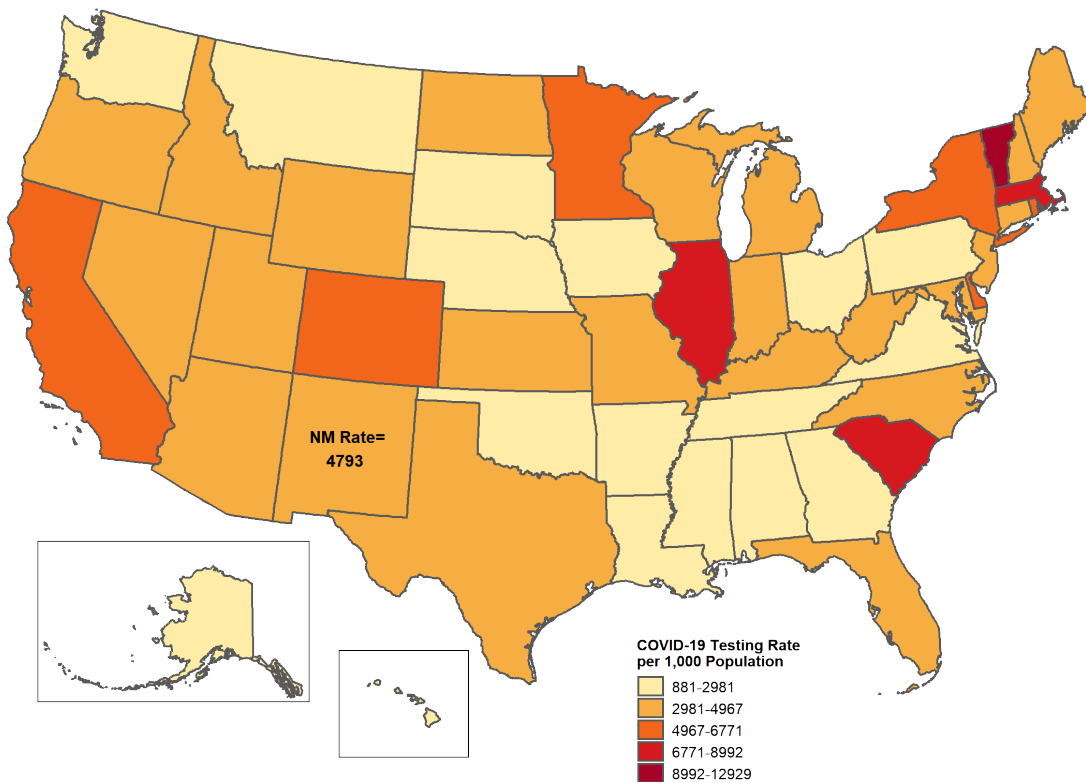 NM Rate=
4793
COVID-19 Testing Rate
per 1,000 Population
881-2981
2981-4967
4967-6771
6771-8992
8992-12929